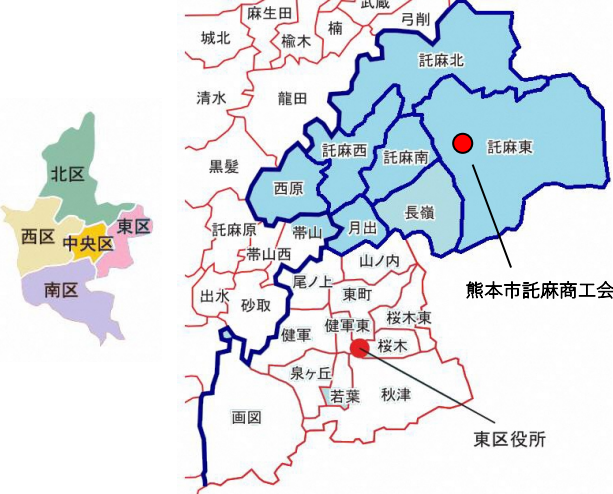 北区
西区
中央区
東区
南区
武蔵
麻生田
弓削
楠
城北
楡木
託麻北
清水
龍田
託麻西
託麻南
託麻東
黒髪
西原
長嶺
託麻原
帯山
月出
帯山西
山ノ内
尾ノ上
熊本市託麻商工会
出水
砂取
東町
桜木東
健軍
健軍東
桜木
泉ヶ丘
若葉
秋津
画図
東区役所